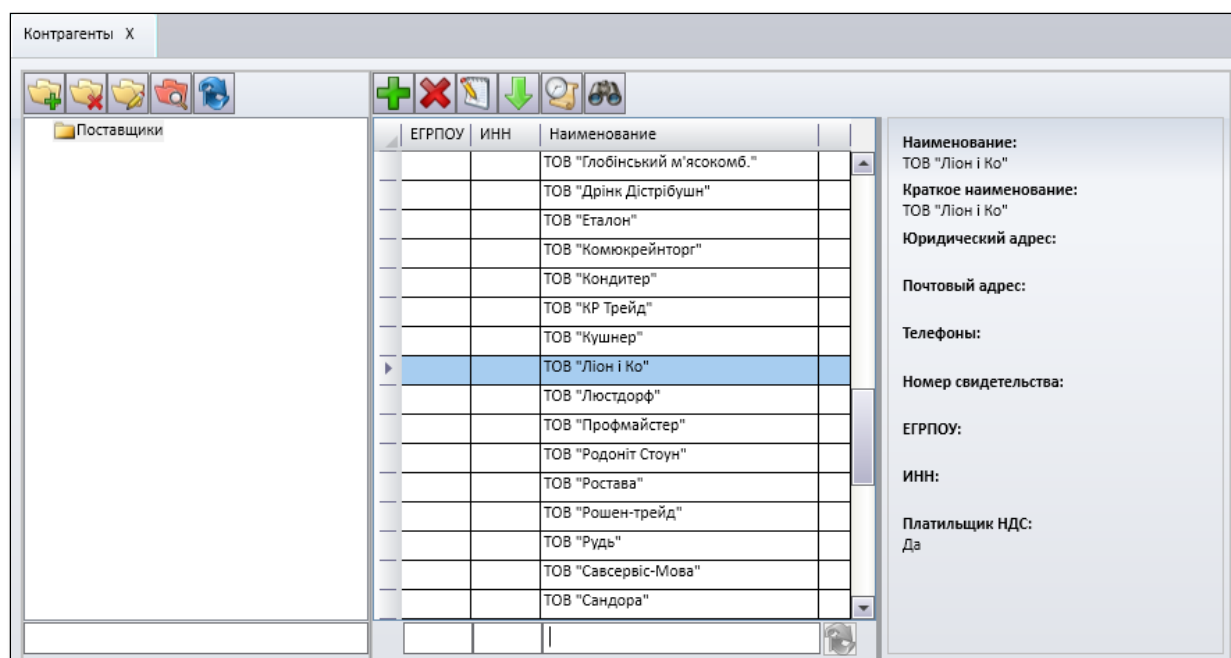 Контрагенты X
Поставщики
ЕГРПОУ ИНН Наименование
ТОВ "Глобінський м'ясокомб."
ТОВ "Дрінк Дістрібушн"
ТОВ "Еталон"
ТОВ "Комюкрейнторг"
ТОВ "Кондитер"
ТОВ "КР Трейд"
ТОВ "Кушнер"
ТОВ "Ліон і Ко"
ТОВ "Люстдорф"
ТОВ "Профмайстер"
ТОВ "Родоніт Стоун"
ТОВ "Ростава"
ТОВ "Рошен-трейд"
ТОВ "Рудь"
ТОВ "Савсервіс-Мова"
ТОВ "Сандора"
Наименование:
ТОВ "Ліон і Ко"
Краткое наименование:
ТОВ "Ліон і Ко"
Юридический адрес:
Почтовый адрес:
Телефоны:
Номер свидетельства:
ЕГРПОУ:
ИНН:
Платильщик НДС:
Да